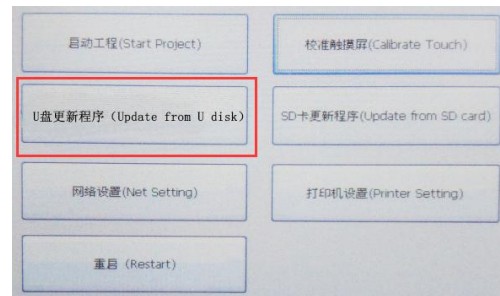 启动工程(Start Project)
校准触摸屏(Calibrate Touch)
U盘更新程序（Update from U disk）
SD卡更新程序(Update from SD card)
网络设置(Net Setting)
打印机设置(Printer Setting)
重启（Restart）